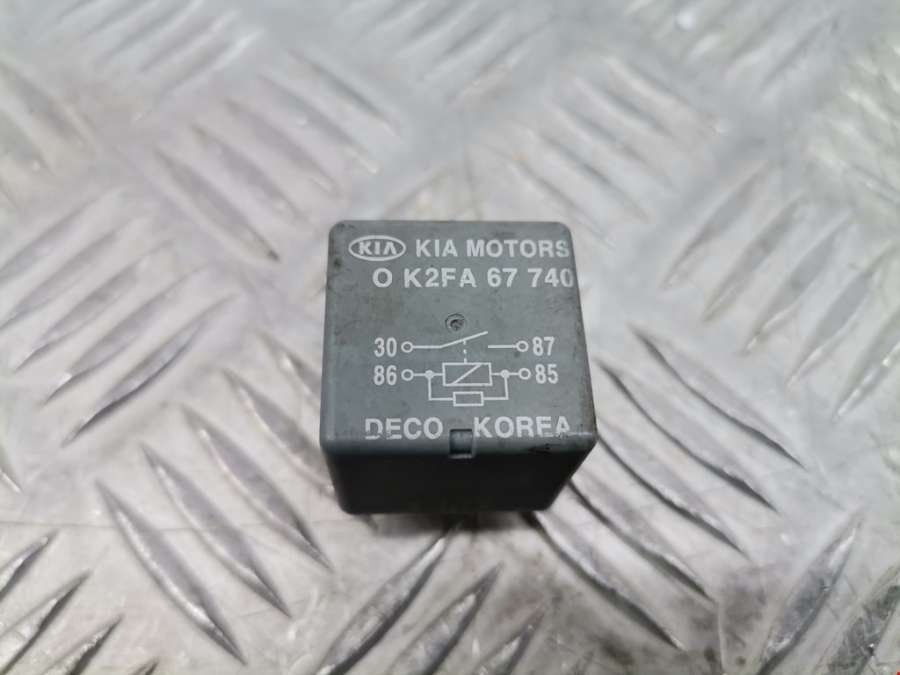 KIA KIA MOTORS
O K2FA 67 740
30 87
86 85
DECO KOREA